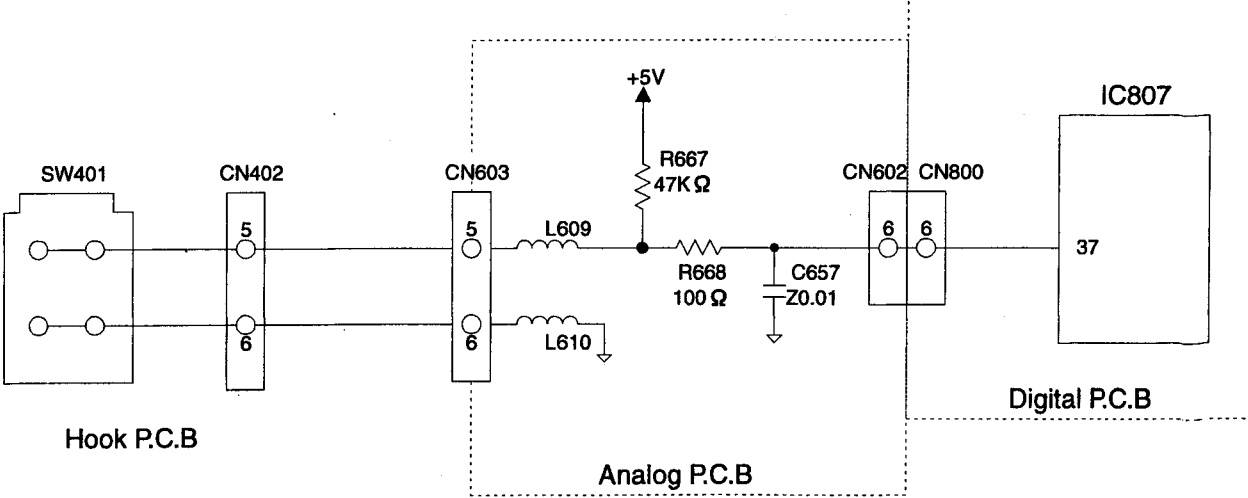 +5V
IC807
R667
47K Ω
SW401
CN402
CN603
CN602
CN800
5
5
L609
6
6
37
R668
100 Ω
C657
Z0.01
6
6
L610
Digital P.C.B
Hook P.C.B
Analog P.C.B